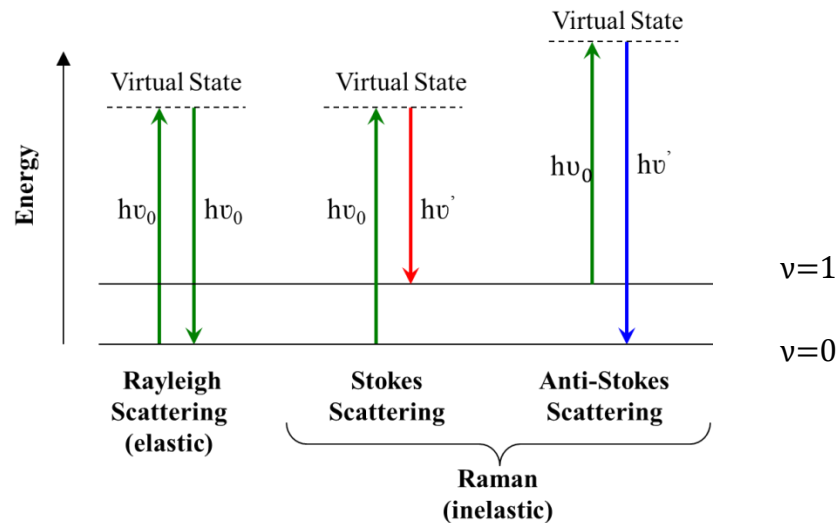 Virtual State
Virtual State
Virtual State
Energy
hυ₀
hυ₀
hυ₀
hυ’
hυ₀
hυ’
ν=1
ν=0
Rayleigh
Scattering
(elastic)
Stokes
Scattering
Anti-Stokes
Scattering
Raman
(inelastic)